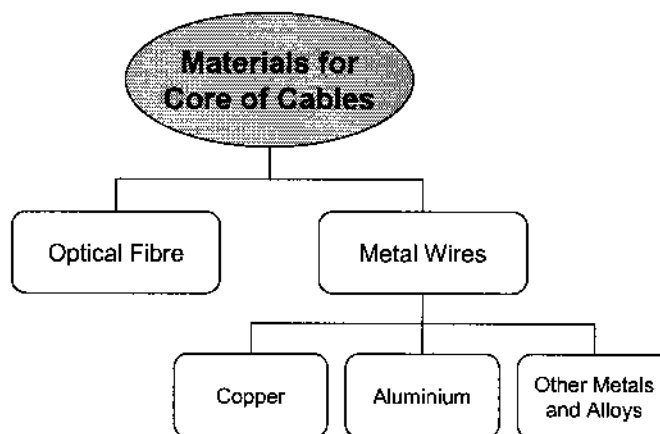 Materials for
Core of Cables
Optical Fibre
Metal Wires
Copper
Aluminium
Other Metals
and Alloys